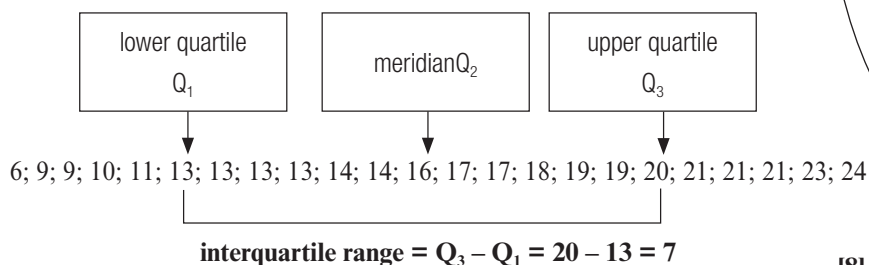 lower quartile
Q₁
meridianQ₂
upper quartile
Q₃
6; 9; 9; 10; 11; 13; 13; 13; 13; 14; 14; 16; 17; 17; 18; 19; 19; 20; 21; 21; 21; 23; 24
interquartile range = Q₃ – Q₁ = 20 – 13 = 7